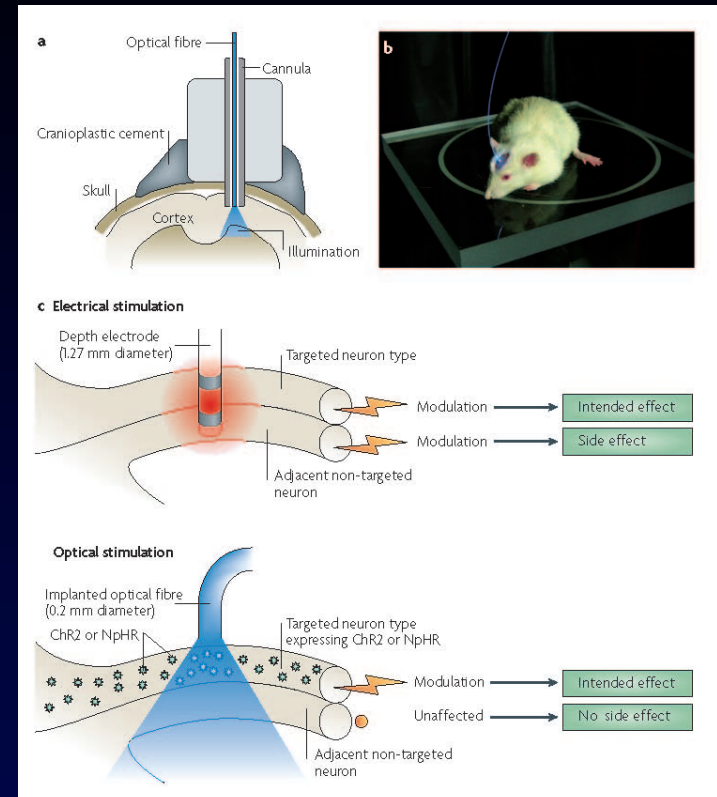 a
Optical fibre
Cannula
Cranioplastic cement
Skull
Cortex
Illumination
b
c Electrical stimulation
Depth electrode
(1.27 mm diameter)
Targeted neuron type
Modulation
Intended effect
Modulation
Side effect
Adjacent non-targeted
neuron
Optical stimulation
Implanted optical fibre
(0.2 mm diameter)
ChR2 or NpHR
Targeted neuron type
expressing ChR2 or NpHR
Modulation
Intended effect
Unaffected
No side effect
Adjacent non-targeted
neuron